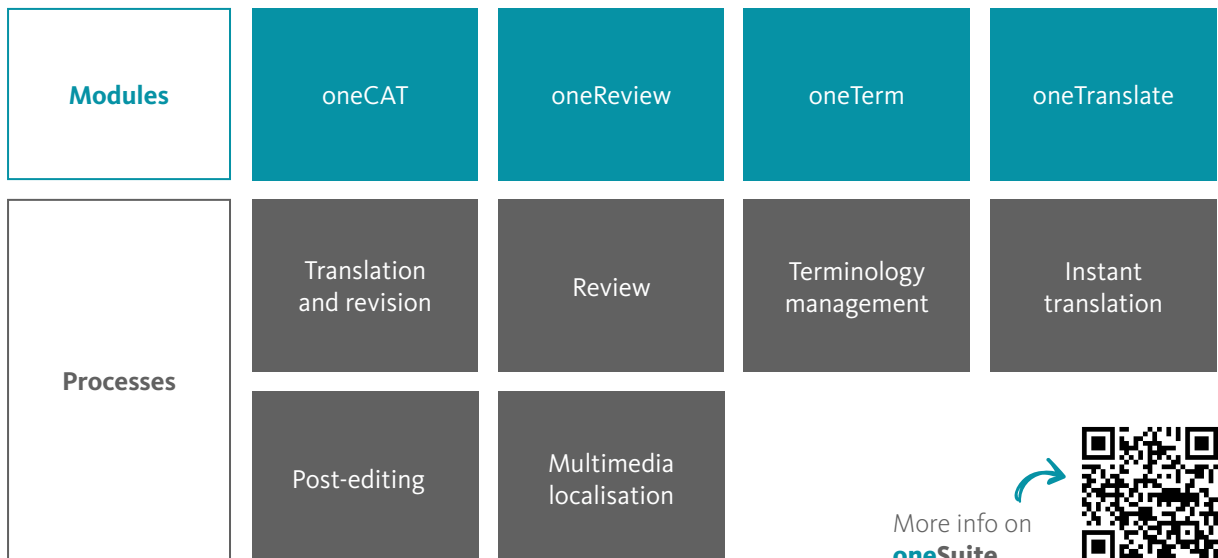 Modules
oneCAT
oneReview
oneTerm
oneTranslate
Processes
Translation
and revision
Review
Terminology
management
Instant
translation
Post-editing
Multimedia
localisation
More info on
oneSuite